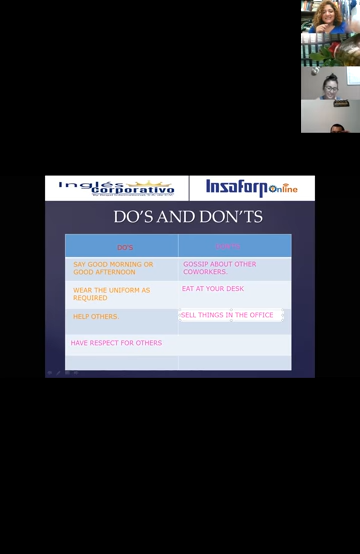 Inglés
corporativo
Insaforp Online
DO'S AND DON'TS
DO'S
SAY GOOD MORNING OR
GOOD AFTERNOON
GOSSIP ABOUT OTHER
COWORKERS.
WEAR THE UNIFORM AS
REQUIRED
EAT AT YOUR DESK
HELP OTHERS.
SELL THINGS IN THE OFFICE
HAVE RESPECT FOR OTHERS